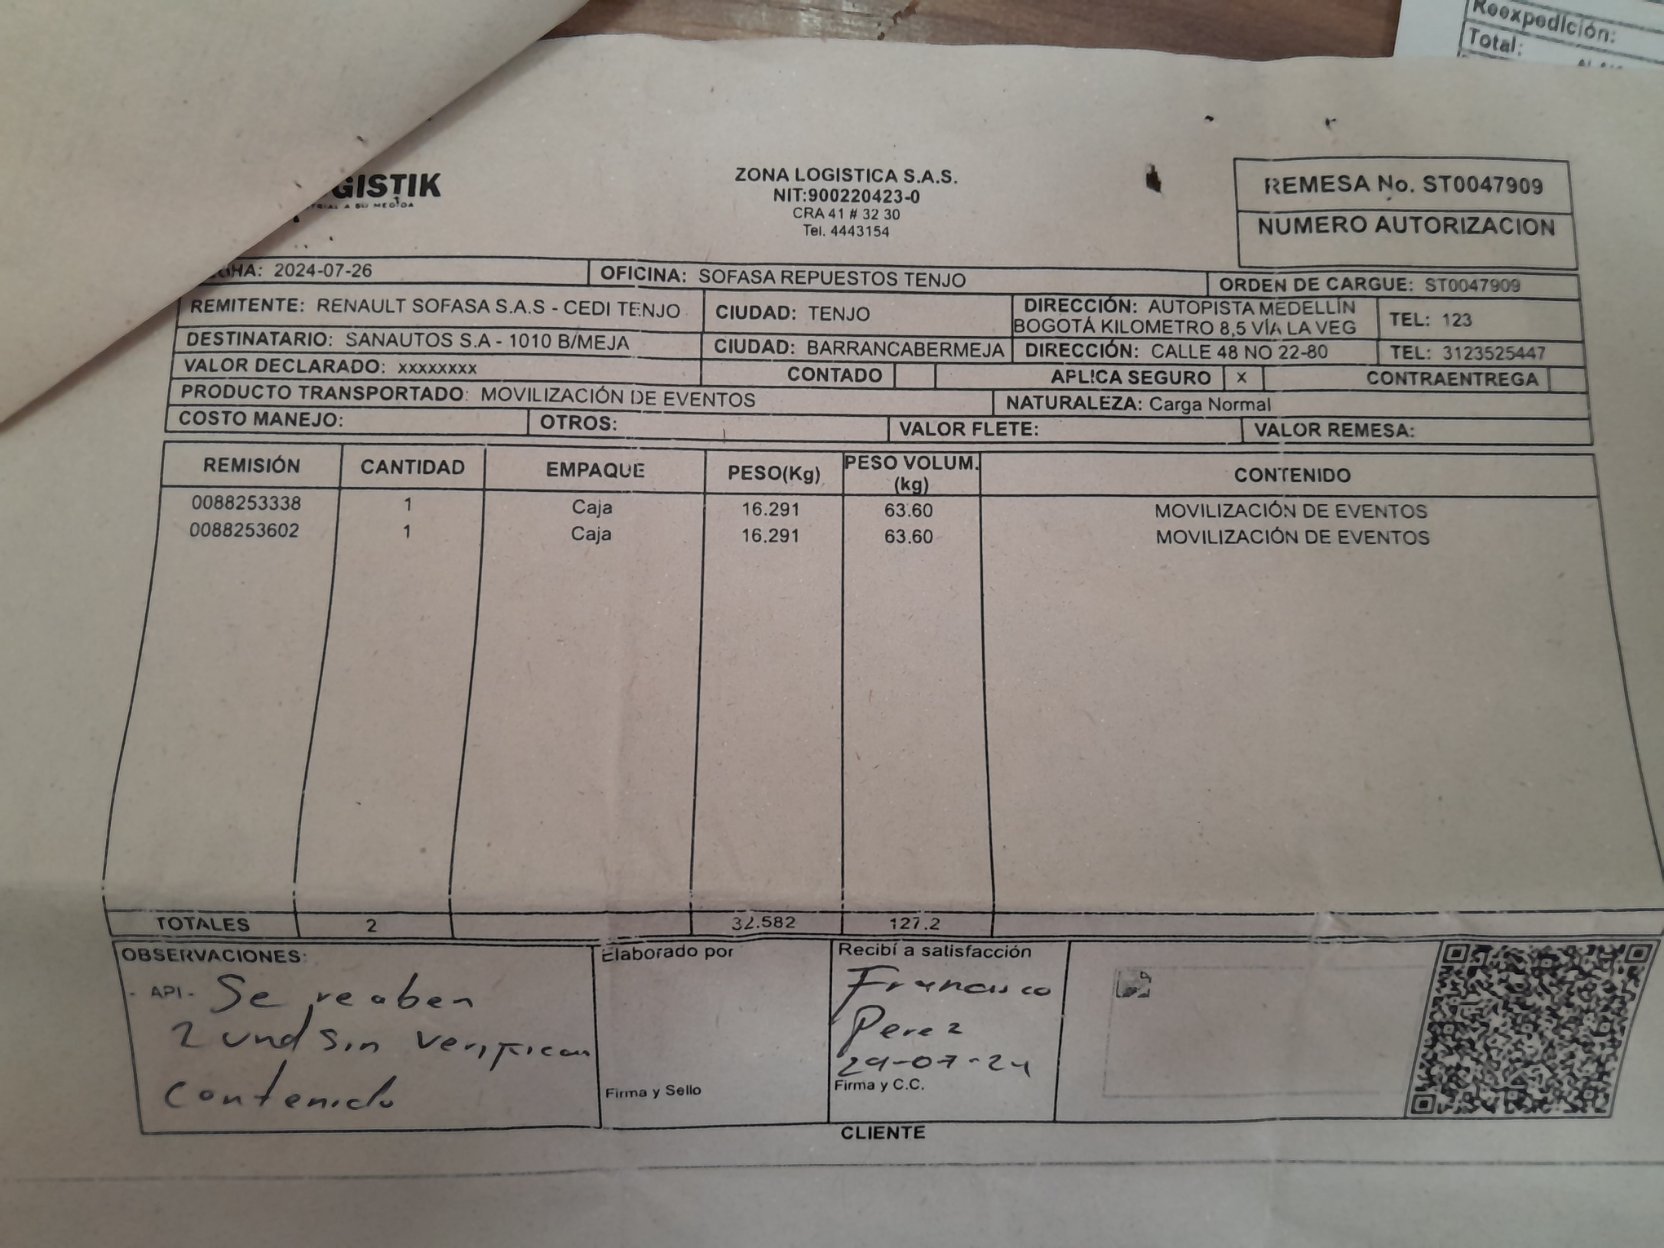 Reexpedición:
Total:
GISTIK
A SU MEDIDA
ZONA LOGISTICA S.A.S.
NIT:900220423-0
CRA 41 # 32 30
Tel. 4443154
REMESA No. ST0047909
NUMERO AUTORIZACION
HA: 2024-07-26
OFICINA: SOFASA REPUESTOS TENJO
ORDEN DE CARGUE: ST0047909
REMITENTE: RENAULT SOFASA S.A.S - CEDI TENJO
CIUDAD: TENJO
DIRECCIÓN: AUTOPISTA MEDELLÍN
BOGOTÁ KILOMETRO 8,5 VÍA LA VEG
TEL: 123
DESTINATARIO: SANAUTOS S.A - 1010 B/MEJA
CIUDAD: BARRANCABERMEJA
DIRECCIÓN: CALLE 48 NO 22-80
TEL: 3123525447
VALOR DECLARADO: xxxxxxxx
CONTADO
APLICA SEGURO x
CONTRAENTREGA
PRODUCTO TRANSPORTADO: MOVILIZACIÓN DE EVENTOS
NATURALEZA: Carga Normal
COSTO MANEJO:
OTROS:
VALOR FLETE:
VALOR REMESA:
REMISIÓN CANTIDAD EMPAQUE PESO(Kg) PESO VOLUM. (kg) CONTENIDO
0088253338 1 Caja 16.291 63.60 MOVILIZACIÓN DE EVENTOS
0088253602 1 Caja 16.291 63.60 MOVILIZACIÓN DE EVENTOS
TOTALES 2 32.582 127.2
OBSERVACIONES:
- API - Se reciben
2 und sin verificar
contenido
Elaborado por
Firma y Sello
Recibí a satisfacción
Francisco
Perez
29-07-24
Firma y C.C.
CLIENTE